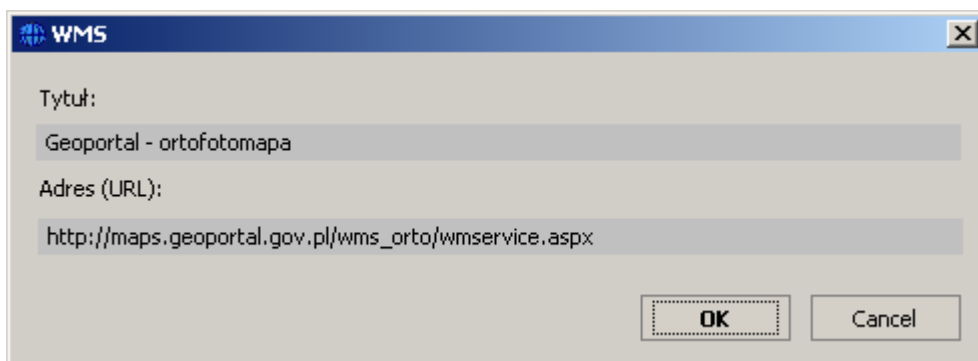 WMS
Tytuł:
Geoportal - ortofotomapa
Adres (URL):
http://maps.geoportal.gov.pl/wms_orto/wmservice.aspx
OK Cancel